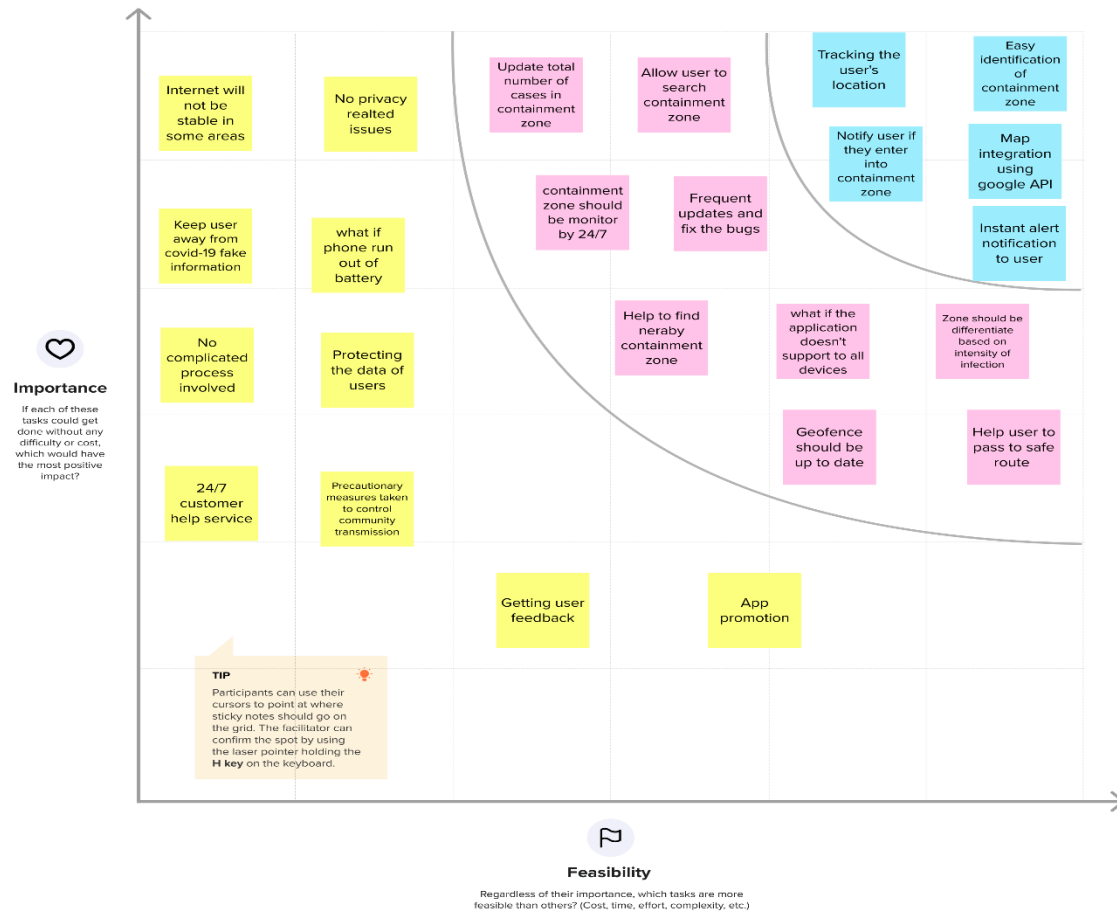 Internet will
not be
stable in
some areas
No privacy
realted
issues
Update total
number of
cases in
containment
zone
Allow user to
search
containment
zone
Tracking the
user's
location
Easy
identification
of
containment
zone
Notify user if
they enter
into
containment
zone
Map
integration
using
google API
Keep user
away from
covid-19 fake
information
what if
phone run
out of
battery
containment
zone should
be monitor
by 24/7
Frequent
updates and
fix the bugs
Instant alert
notification
to user
No
complicated
process
involved
Protecting
the data of
users
Help to find
neraby
containment
zone
what if the
application
doesn't
support to all
devices
Zone should be
differentiate
based on
intensity of
infection
Importance
If each of these
tasks could get
done without any
difficulty or cost,
which would have
the most positive
impact?
24/7
customer
help service
Precautionary
measures taken
to control
community
transmission
Geofence
should be
up to date
Help user to
pass to safe
route
Getting user
feedback
App
promotion
TIP
Participants can use their
cursors to point at where
sticky notes should go on
the grid. The facilitator can
confirm the spot by using
the laser pointer holding the
H key on the keyboard.
Feasibility
Regardless of their importance, which tasks are more
feasible than others? (Cost, time, effort, complexity, etc.)